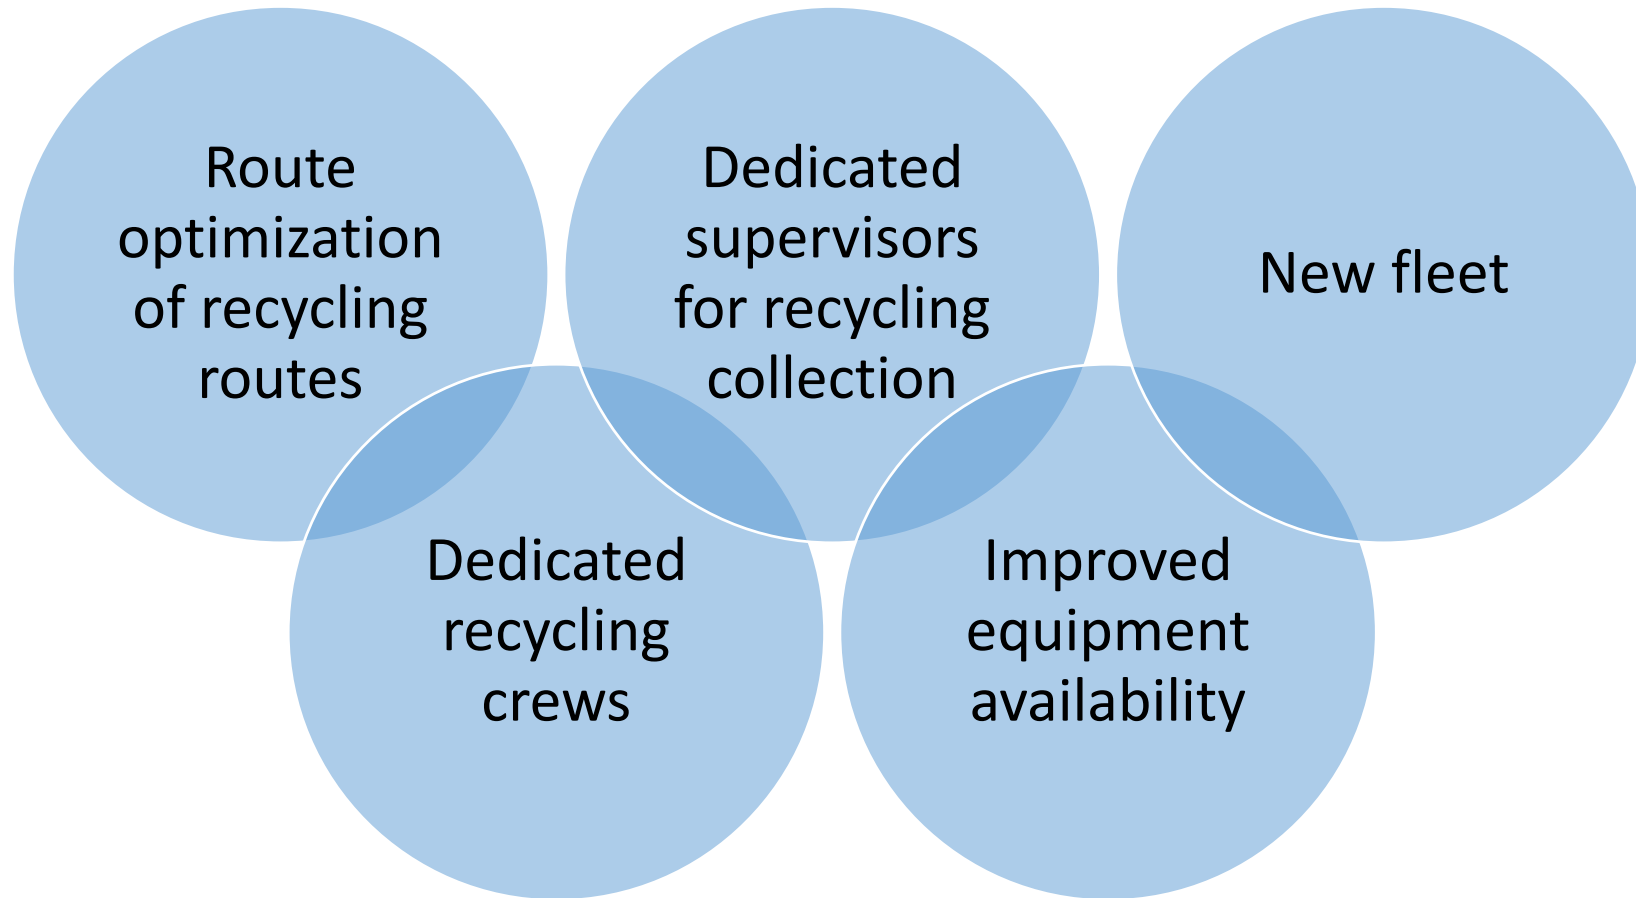 Route
optimization
of recycling
routes
Dedicated
supervisors
for recycling
collection
New fleet
Dedicated
recycling
crews
Improved
equipment
availability